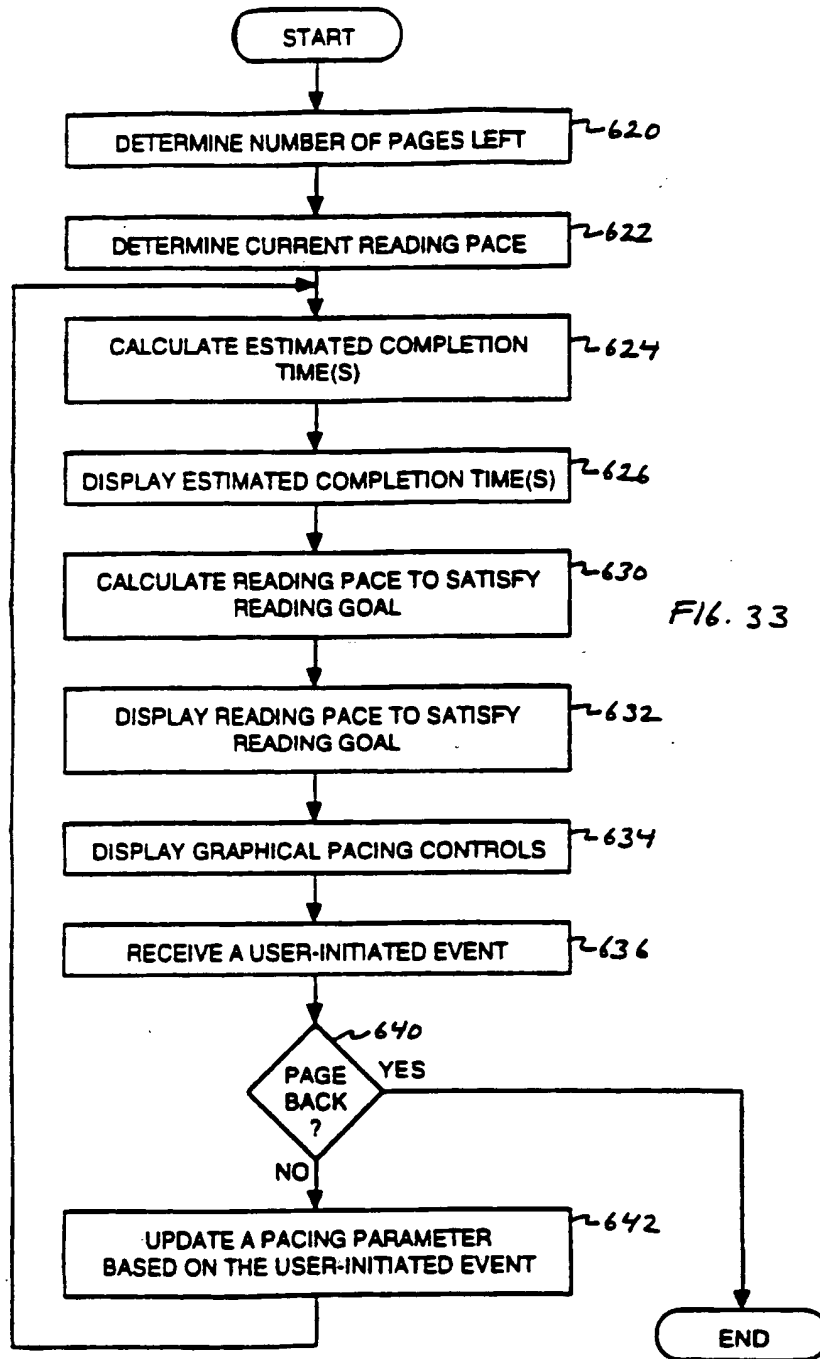 START
DETERMINE NUMBER OF PAGES LEFT
620
DETERMINE CURRENT READING PACE
622
CALCULATE ESTIMATED COMPLETION
TIME(S)
624
DISPLAY ESTIMATED COMPLETION TIME(S)
626
CALCULATE READING PACE TO SATISFY
READING GOAL
630
FIG. 33
DISPLAY READING PACE TO SATISFY
READING GOAL
632
DISPLAY GRAPHICAL PACING CONTROLS
634
RECEIVE A USER-INITIATED EVENT
636
640
PAGE
BACK
?
YES
NO
UPDATE A PACING PARAMETER
BASED ON THE USER-INITIATED EVENT
642
END